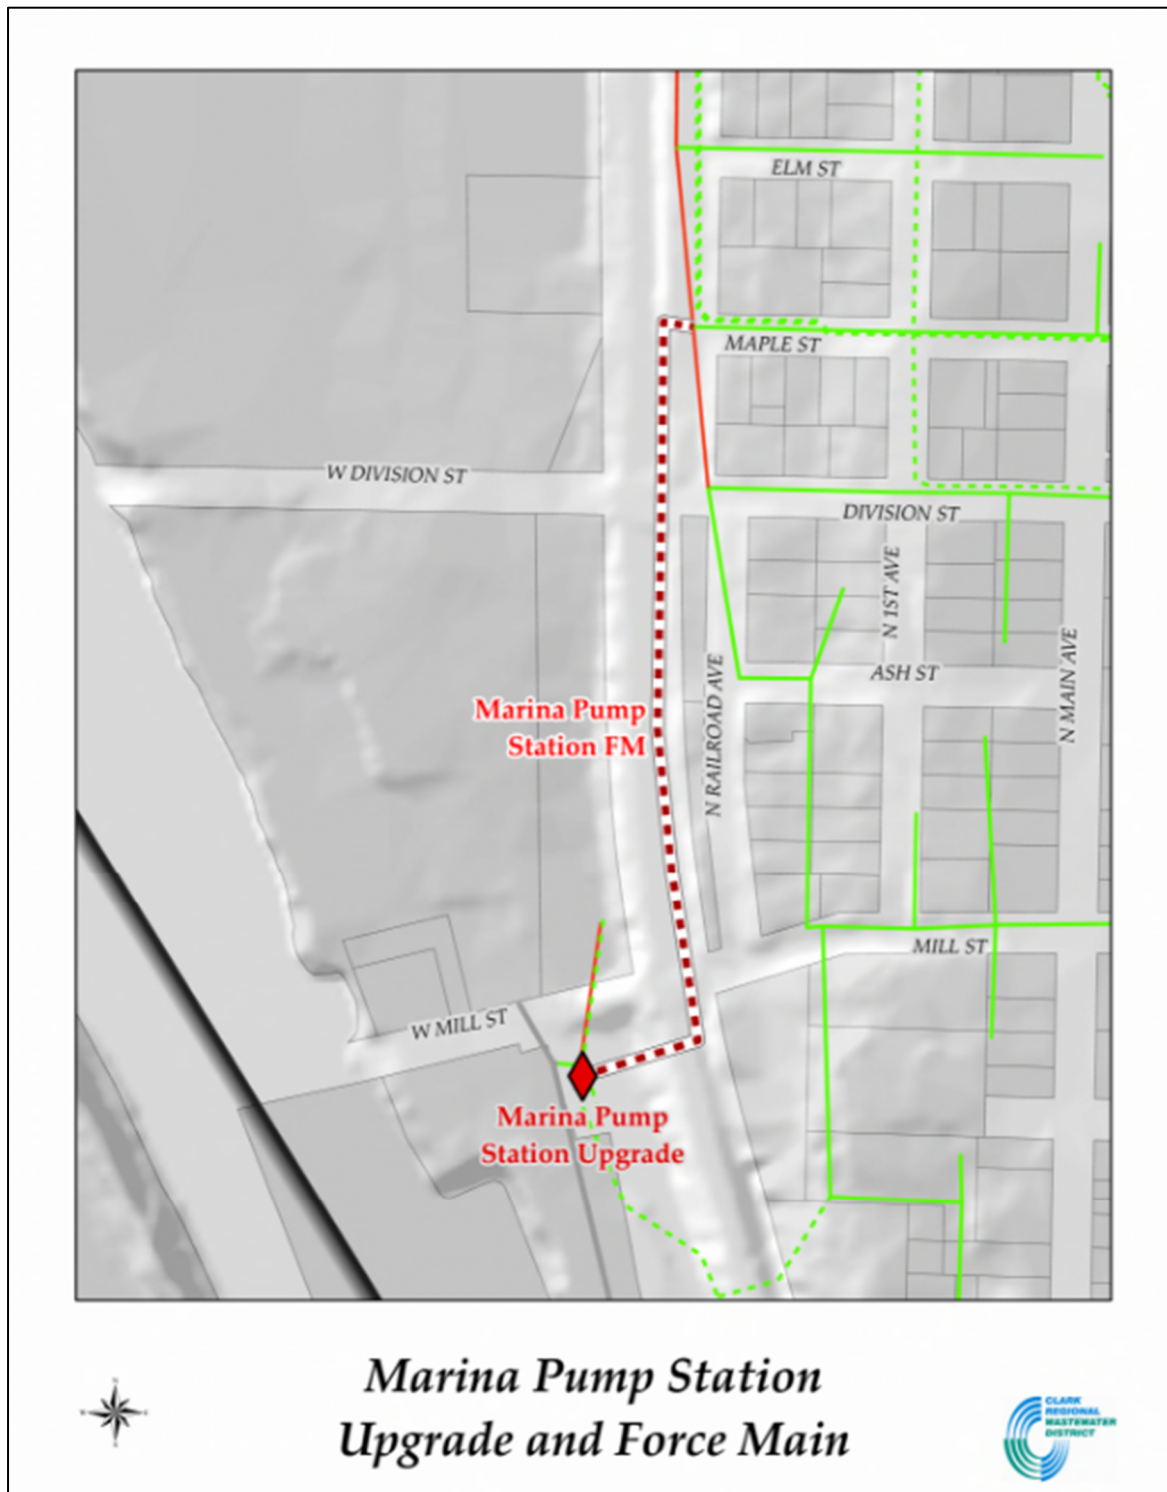 ELM ST
MAPLE ST
W DIVISION ST
DIVISION ST
N 1ST AVE
ASH ST
N MAIN AVE
N RAILROAD AVE
Marina Pump
Station FM
MILL ST
W MILL ST
Marina Pump
Station Upgrade
Marina Pump Station
Upgrade and Force Main
CLARK
REGIONAL
WASTEWATER
DISTRICT